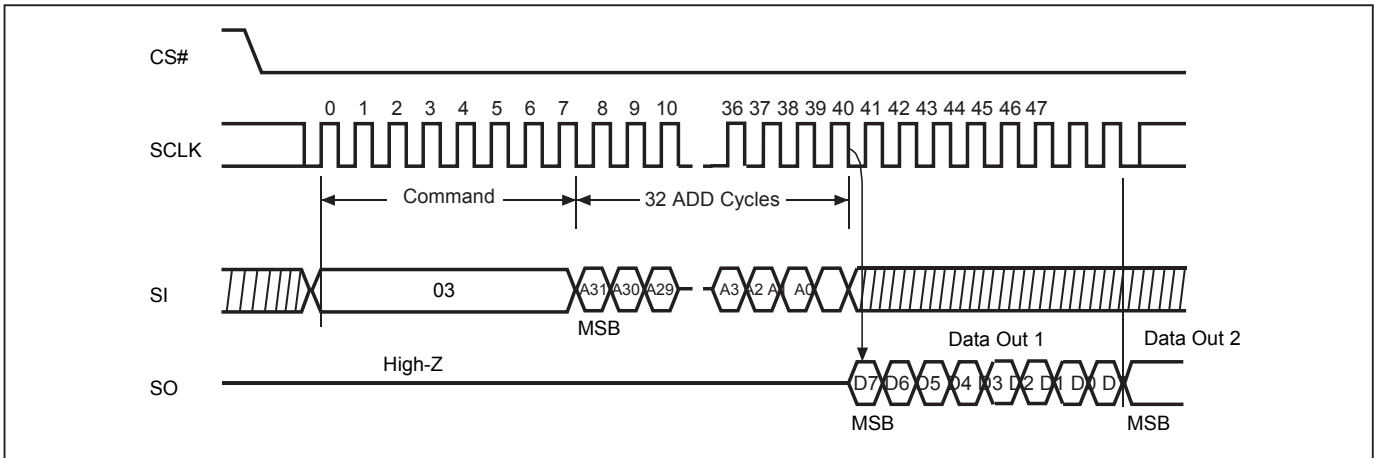 CS#
0 1 2 3 4 5 6 7 8 9 10 36 37 38 39 40 41 42 43 44 45 46 47
SCLK
Command 32 ADD Cycles
SI 03 A31 A30 A29 A3 A2 A A0
MSB
Data Out 1 Data Out 2
High-Z
SO D7 D6 D5 D4 D3 D2 D1 D0 D
MSB MSB